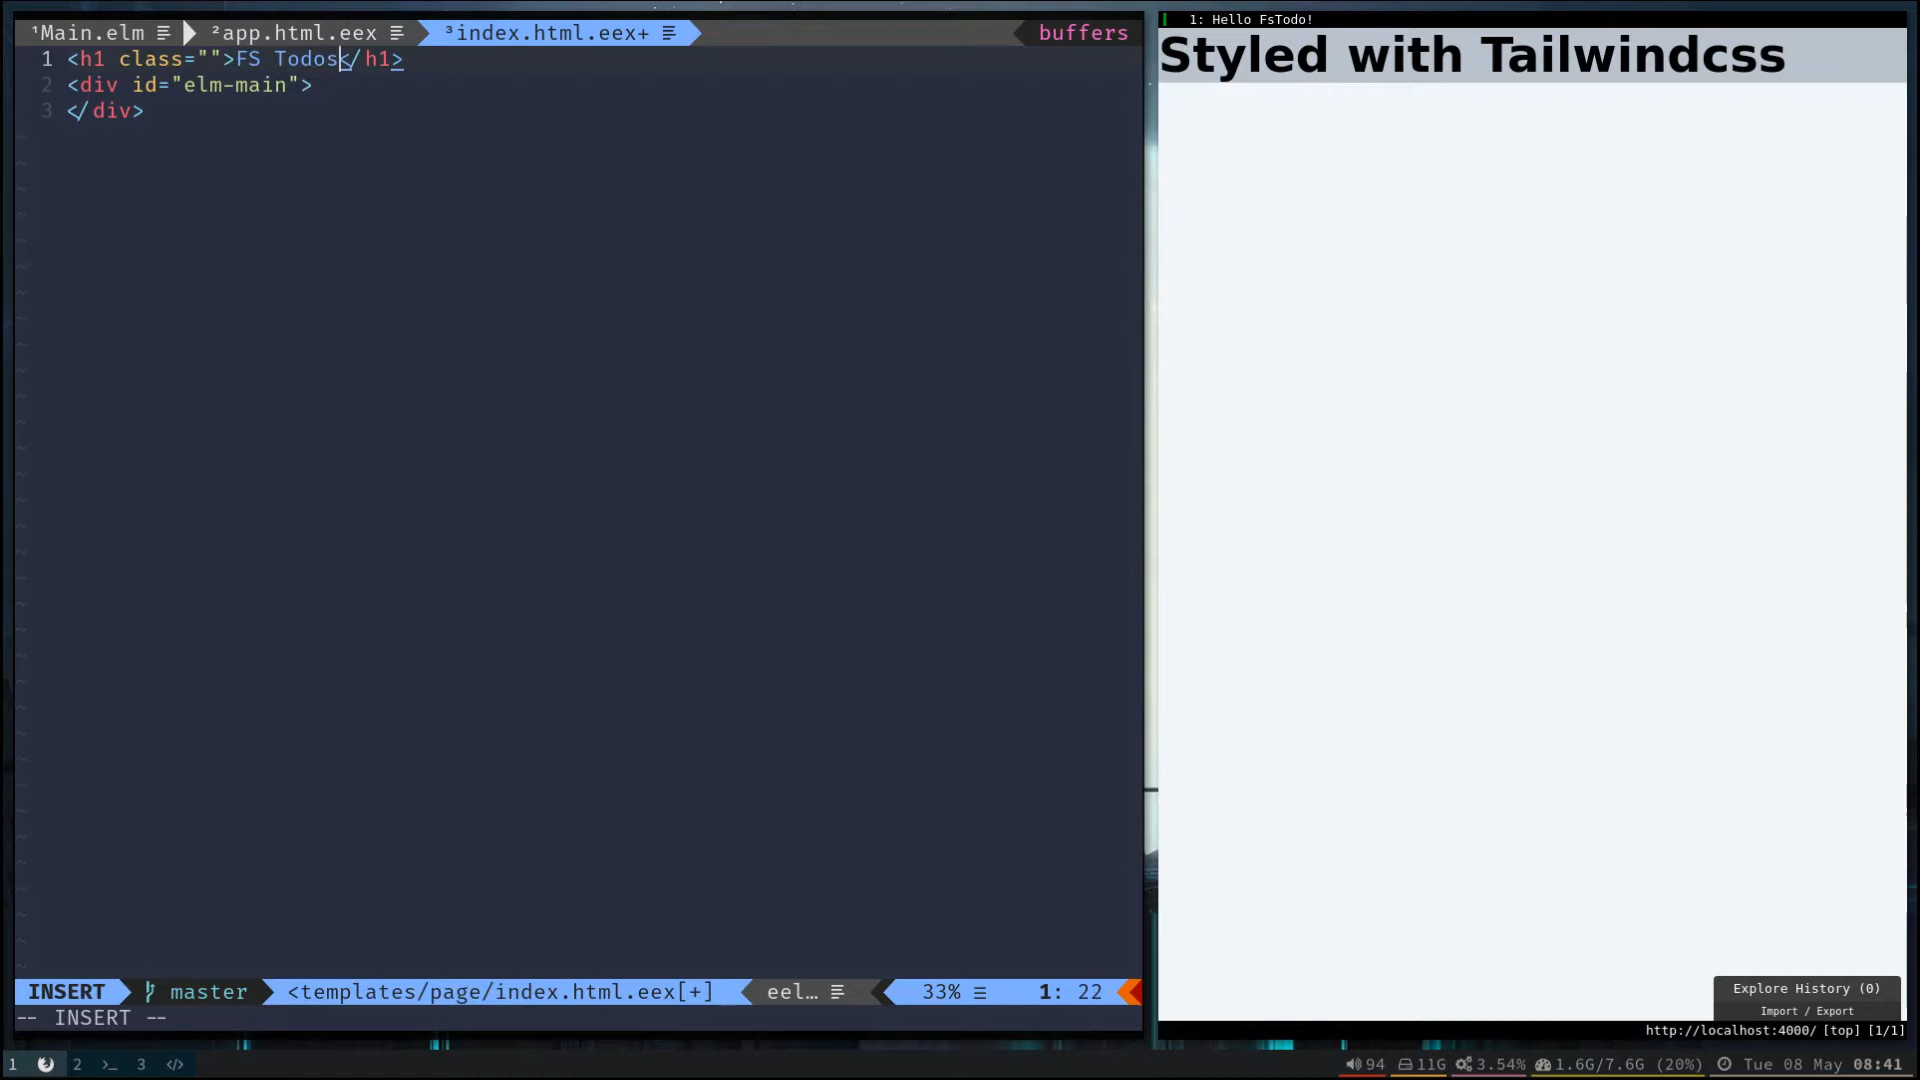 ¹Main.elm ²app.html.eex ³index.html.eex+ buffers
1 <h1 class="">FS Todos</h1>
2 <div id="elm-main">
3 </div>
INSERT master <templates/page/index.html.eex[+] eel… 33% 1: 22
-- INSERT --
1: Hello FsTodo!
Styled with Tailwindcss
Explore History (0)
Import / Export
http://localhost:4000/ [top] [1/1]
1 2 >_ 3 </> 94 11G 3.54% 1.6G/7.6G (20%) Tue 08 May 08:41